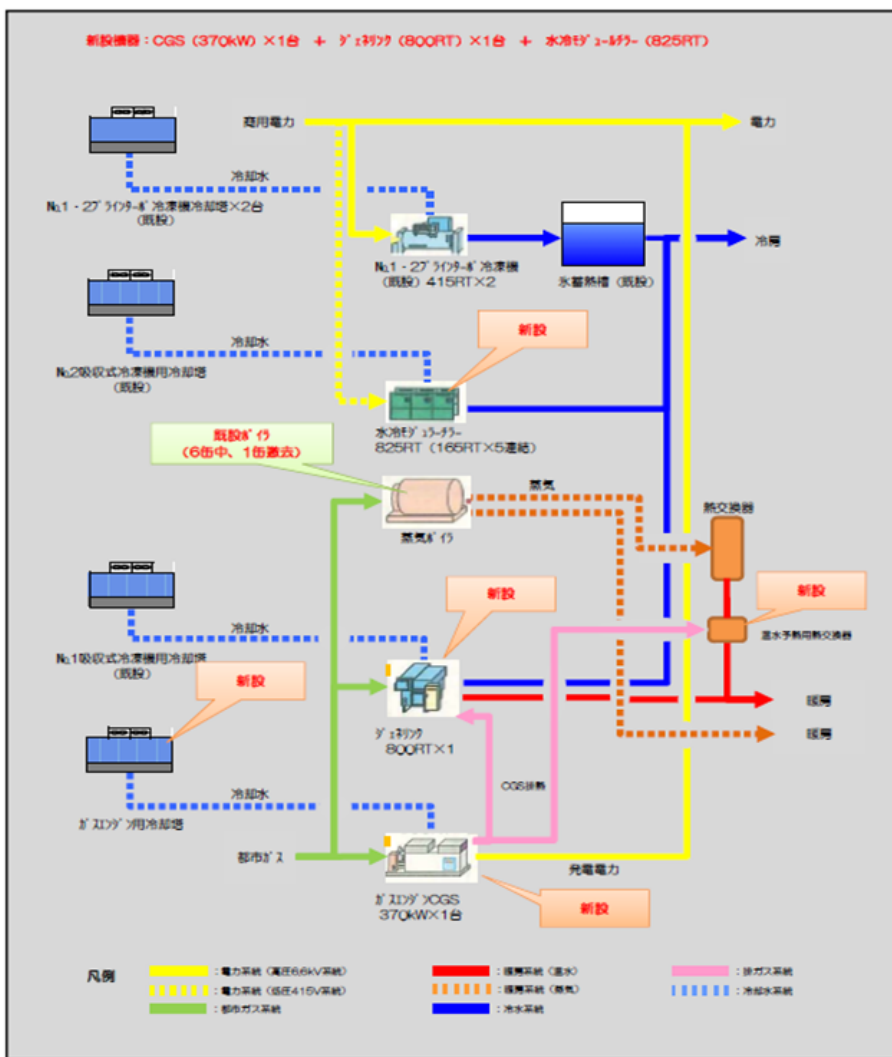 新設機器：CGS（370kW）×1台　＋　ｼﾞｪﾈﾘﾝｸ（800RT）×1台　＋　水冷ﾓｼﾞｭｰﾙﾁﾗｰ（825RT）
商用電力
電力
冷却水
No.1・2ﾌﾞﾗｲﾝﾀｰﾎﾞ冷凍機冷却塔×2台
（既設）
No.1・2ﾌﾞﾗｲﾝﾀｰﾎﾞ冷凍機
（既設）415RT×2
氷蓄熱槽（既設）
冷房
新設
冷却水
No.2吸収式冷凍機用冷却塔
（既設）
水冷ﾓｼﾞｭﾗｰﾁﾗｰ
825RT（165RT×5連結）
既設ﾎﾞｲﾗ
（6缶中、1缶撤去）
蒸気
蒸気ﾎﾞｲﾗ
熱交換器
新設
新設
温水予熱用熱交換器
冷却水
No.1吸収式冷凍機用冷却塔
（既設）
新設
ｼﾞｪﾈﾘﾝｸ
800RT×1
暖房
暖房
CGS排熱
冷却水
ｶﾞｽｴﾝｼﾞﾝ用冷却塔
都市ガス
発電電力
ｶﾞｽｴﾝｼﾞﾝCGS
370kW×1台
新設
凡例
：電力系統（高圧6.6kV系統）
：暖房系統（温水）
：排ガス系統
：電力系統（低圧415V系統）
：暖房系統（蒸気）
：冷却水系統
：都市ガス系統
：冷水系統